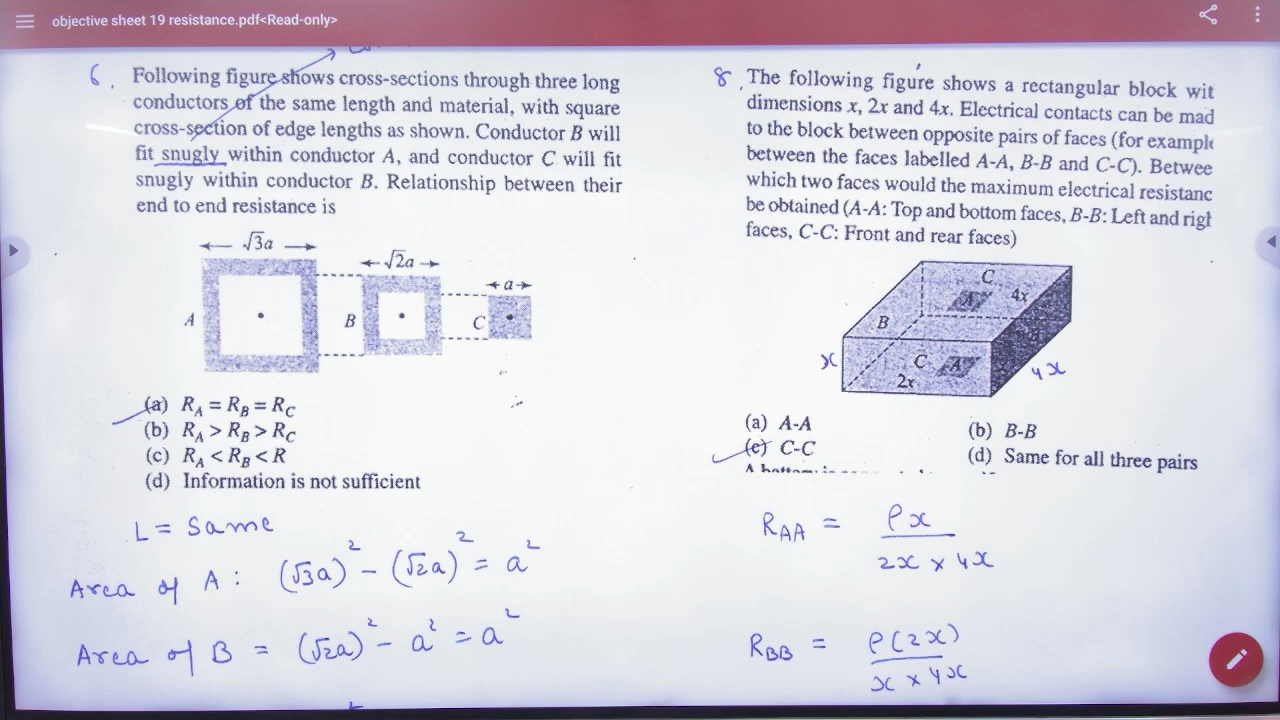 objective sheet 19 resistance.pdf<Read-only>
6. Following figure shows cross-sections through three long
conductors of the same length and material, with square
cross-section of edge lengths as shown. Conductor B will
fit snugly within conductor A, and conductor C will fit
snugly within conductor B. Relationship between their
end to end resistance is
√3a
√2a
a
A
B
C
(a) R_A = R_B = R_C
(b) R_A > R_B > R_C
(c) R_A < R_B < R
(d) Information is not sufficient
L = Same
Area of A : (√3a)² - (√2a)² = a²
Area of B = (√2a)² - a² = a²
8. The following figure shows a rectangular block wit
dimensions x, 2x and 4x. Electrical contacts can be mad
to the block between opposite pairs of faces (for example
between the faces labelled A-A, B-B and C-C). Betwee
which two faces would the maximum electrical resistanc
be obtained (A-A: Top and bottom faces, B-B: Left and righ
faces, C-C: Front and rear faces)
C
A
4x
B
x
C
A
2x
4x
(a) A-A
(b) B-B
(c) C-C
(d) Same for all three pairs
R_AA = ρx / 2x × 4x
R_BB = ρ(2x) / x × 4x